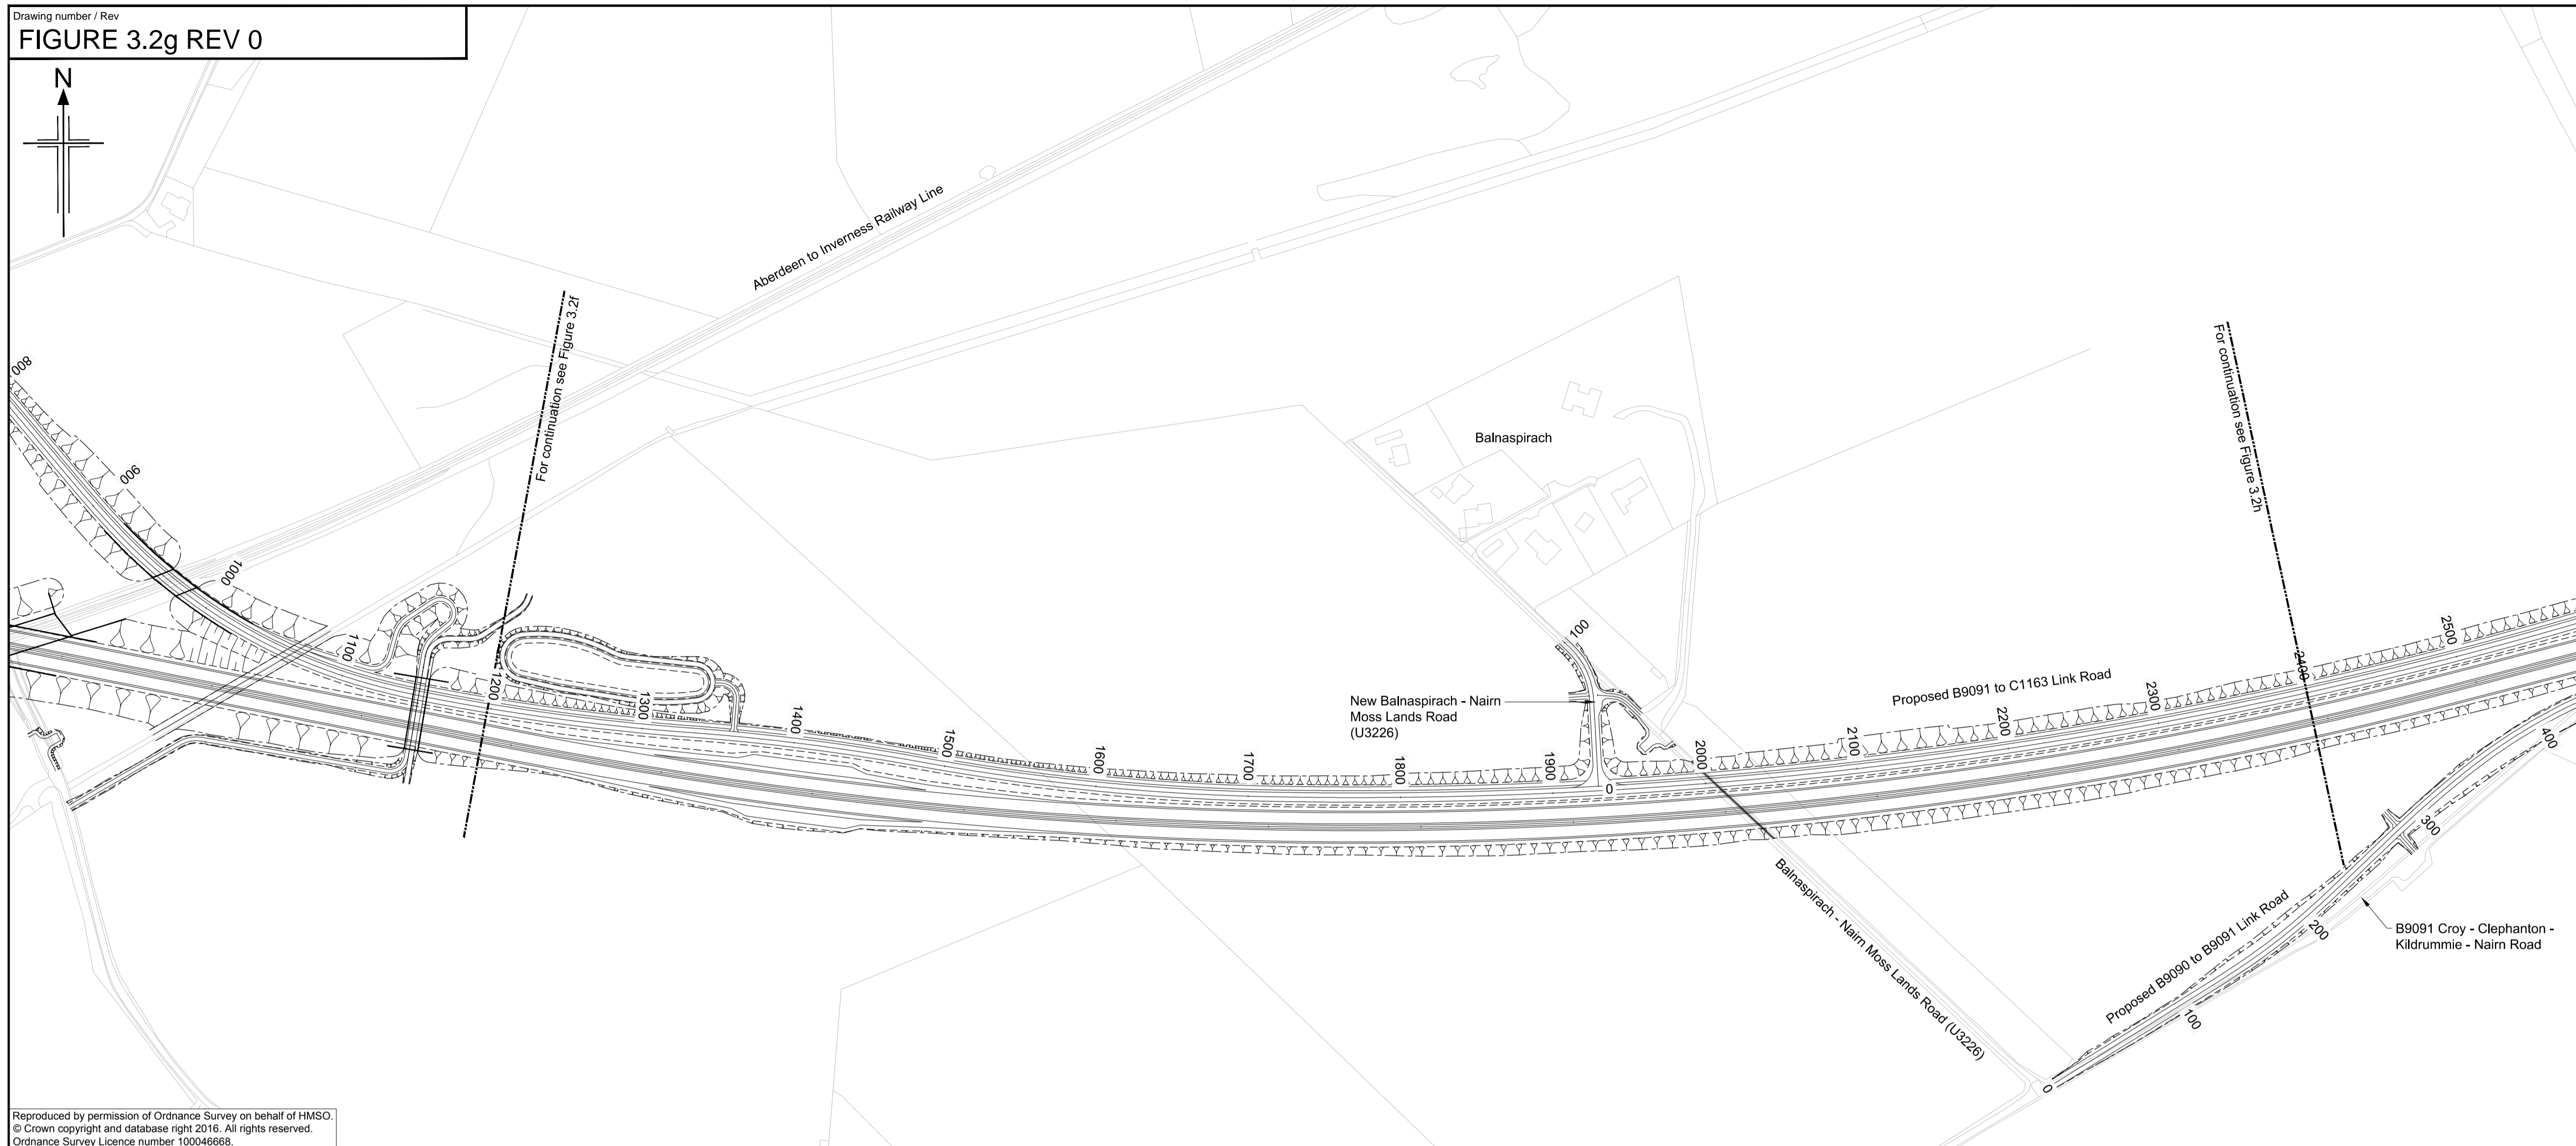 Drawing number / Rev
FIGURE 3.2g REV 0
N
Aberdeen to Inverness Railway Line
For continuation see Figure 3.2f
For continuation see Figure 3.2h
Balnaspirach
800
900
1000
1100
1200
1300
1400
1500
1600
1700
1800
1900
2000
2100
2200
2300
2400
2500
100
0
New Balnaspirach - Nairn
Moss Lands Road
(U3226)
Proposed B9091 to C1163 Link Road
Balnaspirach - Nairn Moss Lands Road (U3226)
Proposed B9090 to B9091 Link Road
0
100
200
300
400
B9091 Croy - Clephanton -
Kildrummie - Nairn Road
Reproduced by permission of Ordnance Survey on behalf of HMSO.
© Crown copyright and database right 2016. All rights reserved.
Ordnance Survey Licence number 100046668.